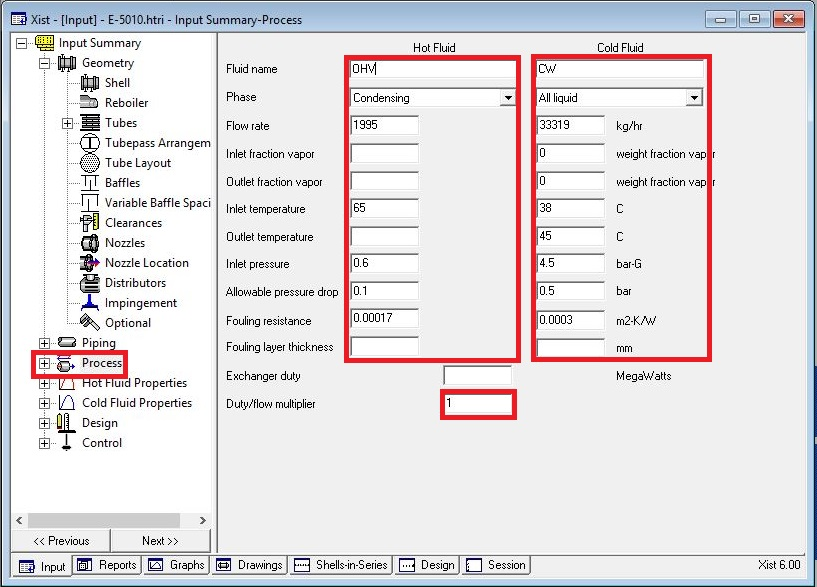 Xist - [Input] - E-5010.htri - Input Summary-Process
Input Summary
Geometry
Shell
Reboiler
Tubes
Tubepass Arrangem
Tube Layout
Baffles
Variable Baffle Spaci
Clearances
Nozzles
Nozzle Location
Distributors
Impingement
Optional
Piping
Process
Hot Fluid Properties
Cold Fluid Properties
Design
Control
<< Previous
Next >>
Hot Fluid Cold Fluid
Fluid name OHV CW
Phase Condensing All liquid
Flow rate 1995 33319 kg/hr
Inlet fraction vapor 0 weight fraction vapor
Outlet fraction vapor 0 weight fraction vapor
Inlet temperature 65 38 C
Outlet temperature 45 C
Inlet pressure 0.6 4.5 bar-G
Allowable pressure drop 0.1 0.5 bar
Fouling resistance 0.00017 0.0003 m2-K/W
Fouling layer thickness mm
Exchanger duty MegaWatts
Duty/flow multiplier 1
Input Reports Graphs Drawings Shells-in-Series Design Session Xist 6.00